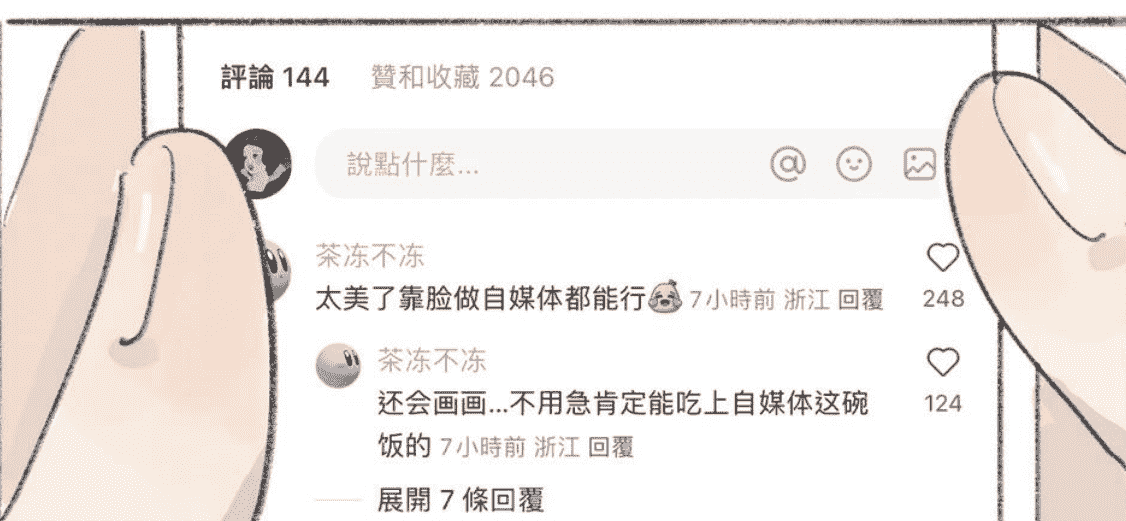 評論 144 贊和收藏 2046
說點什麼...
茶冻不冻
太美了靠脸做自媒体都能行 7小時前 浙江 回覆
248
茶冻不冻
还会画画...不用急肯定能吃上自媒体这碗
124
饭的 7小時前 浙江 回覆
展開 7 條回覆